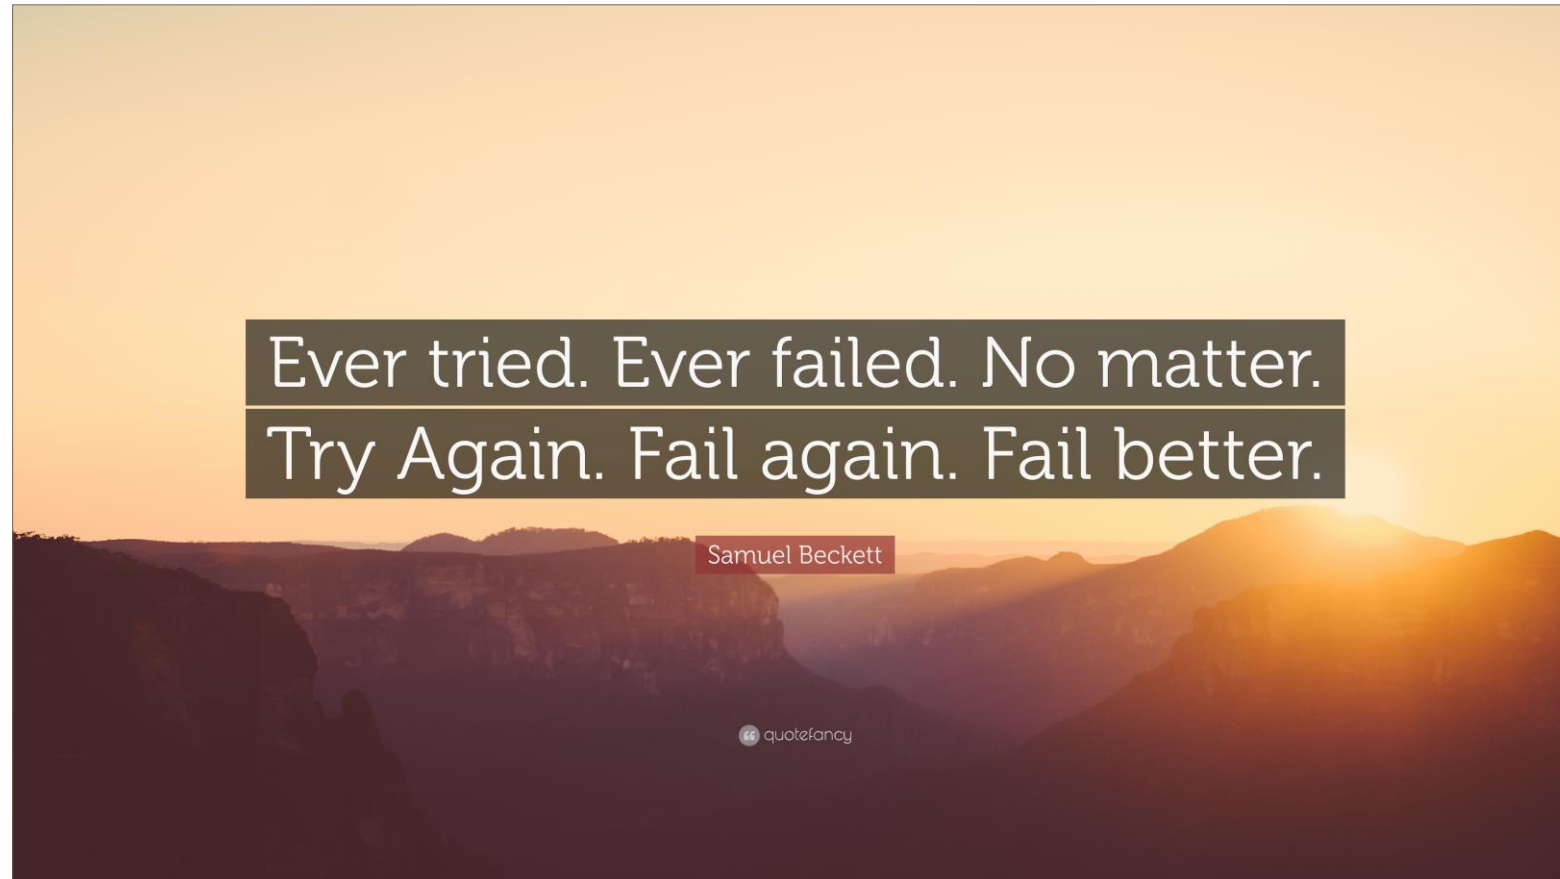 Ever tried. Ever failed. No matter.
Try Again. Fail again. Fail better.
Samuel Beckett
quotefancy